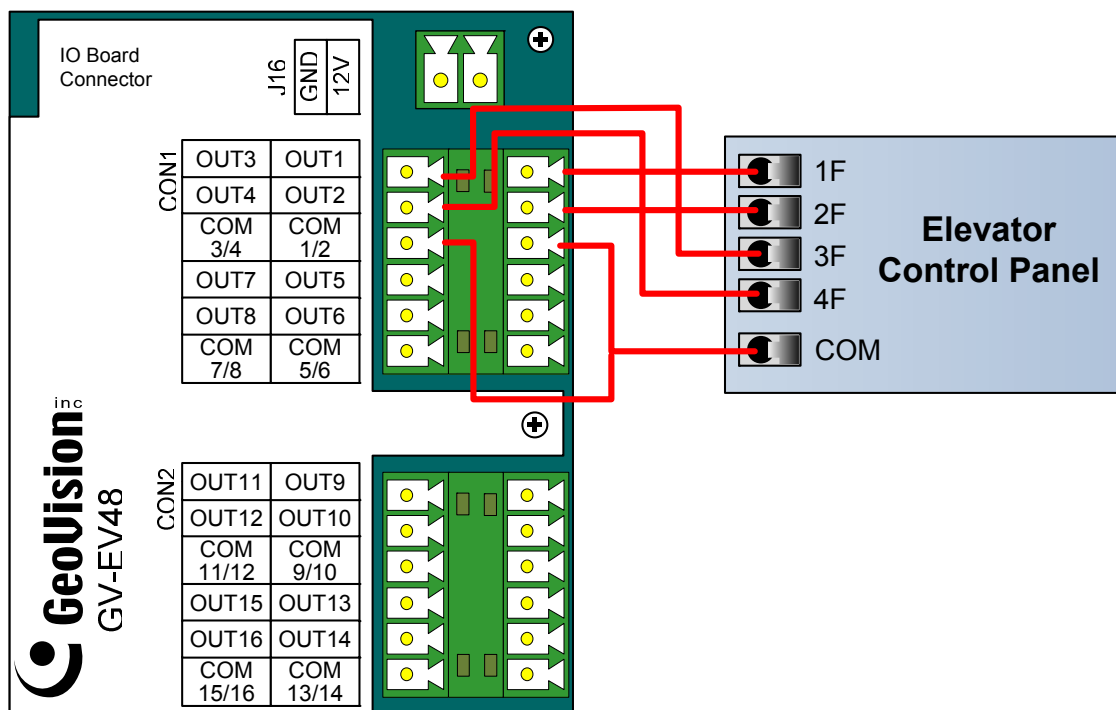 IO Board
Connector
J16
GND
12V
CON1
OUT3 OUT1
OUT4 OUT2
COM 3/4 COM 1/2
OUT7 OUT5
OUT8 OUT6
COM 7/8 COM 5/6
CON2
OUT11 OUT9
OUT12 OUT10
COM 11/12 COM 9/10
OUT15 OUT13
OUT16 OUT14
COM 15/16 COM 13/14
GeoVision inc
GV-EV48
1F
2F
3F
4F
COM
Elevator
Control Panel